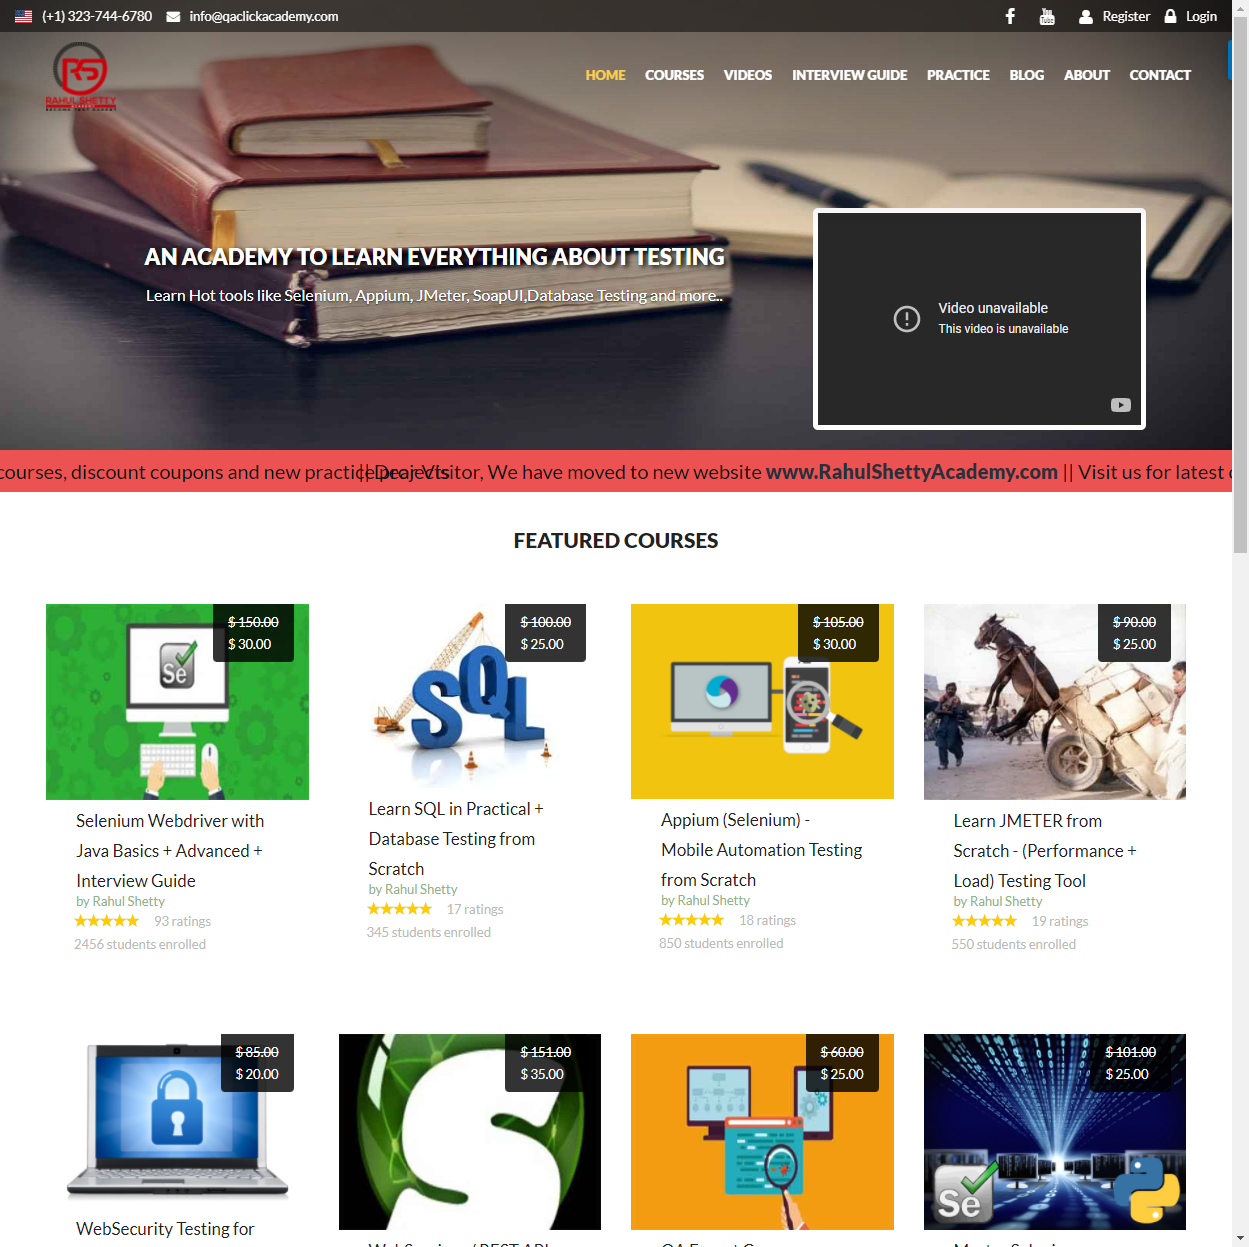 (+1) 323-744-6780 info@qaclickacademy.com Register Login
RS
RAHUL SHETTY
HOME COURSES VIDEOS INTERVIEW GUIDE PRACTICE BLOG ABOUT CONTACT
AN ACADEMY TO LEARN EVERYTHING ABOUT TESTING
Learn Hot tools like Selenium, Appium, JMeter, SoapUI,Database Testing and more..
Video unavailable
This video is unavailable
courses, discount coupons and new practice projects || Dear Visitor, We have moved to new website www.RahulShettyAcademy.com || Visit us for latest
FEATURED COURSES
$ 150.00
$ 30.00
Se
Selenium Webdriver with
Java Basics + Advanced +
Interview Guide
by Rahul Shetty
93 ratings
2456 students enrolled
$ 100.00
$ 25.00
SQL
Learn SQL in Practical +
Database Testing from
Scratch
by Rahul Shetty
17 ratings
345 students enrolled
$ 105.00
$ 30.00
Appium (Selenium) -
Mobile Automation Testing
from Scratch
by Rahul Shetty
18 ratings
850 students enrolled
$ 90.00
$ 25.00
Learn JMETER from
Scratch - (Performance +
Load) Testing Tool
by Rahul Shetty
19 ratings
550 students enrolled
$ 85.00
$ 20.00
WebSecurity Testing for
$ 151.00
$ 35.00
$ 60.00
$ 25.00
$ 101.00
$ 25.00
Se